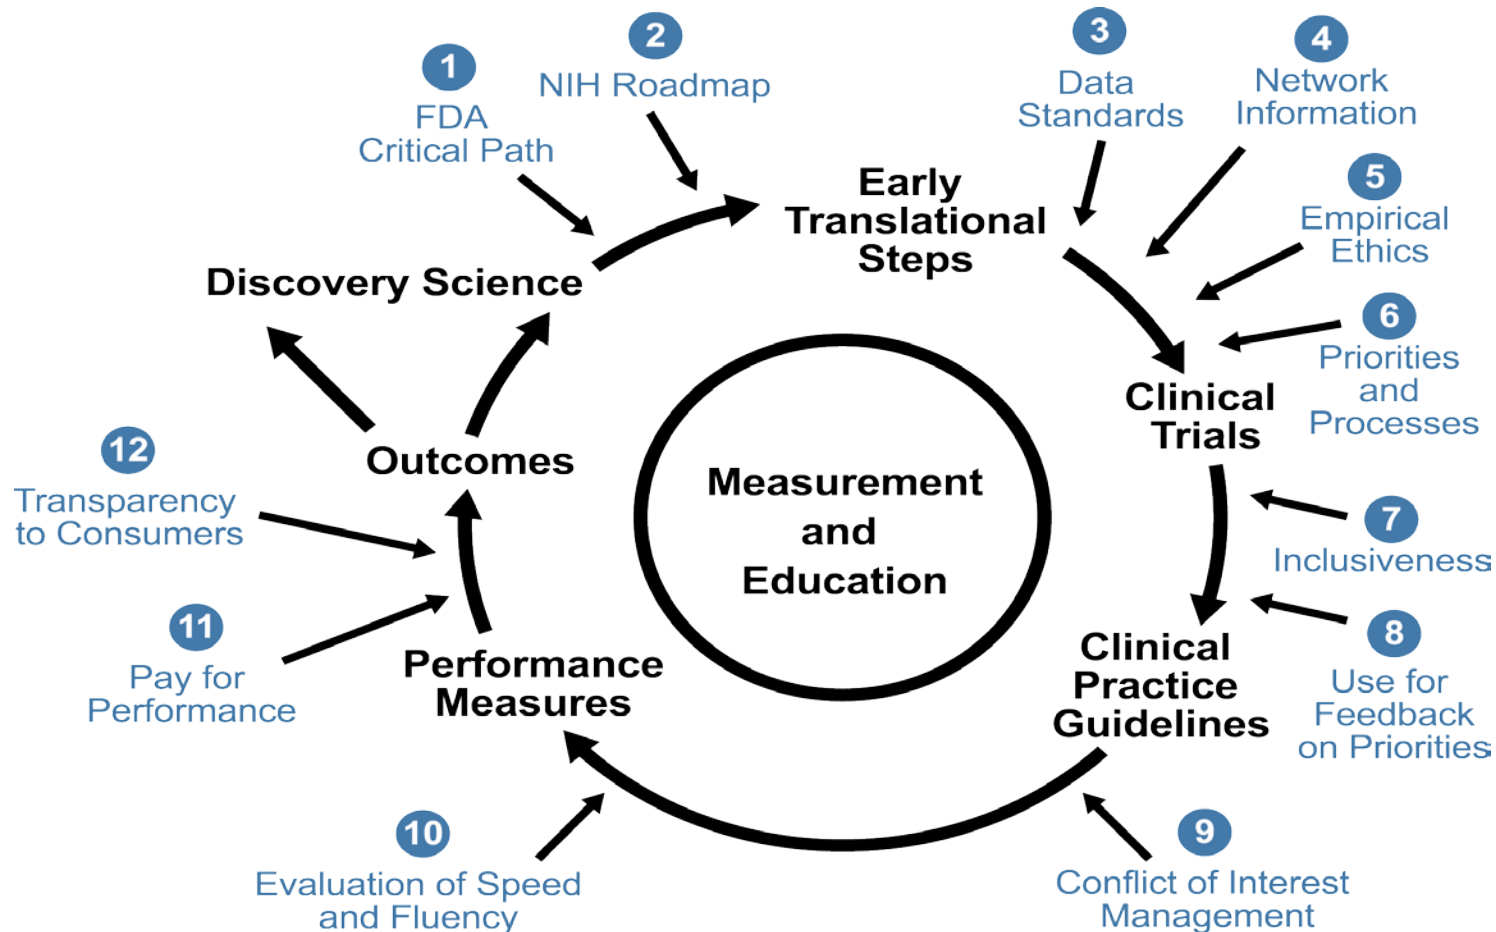 1
FDA
Critical Path
2
NIH Roadmap
3
Data
Standards
4
Network
Information
5
Empirical
Ethics
6
Priorities
and
Processes
7
Inclusiveness
8
Use for
Feedback
on Priorities
9
Conflict of Interest
Management
10
Evaluation of Speed
and Fluency
11
Pay for
Performance
12
Transparency
to Consumers
Discovery Science
Early
Translational
Steps
Clinical
Trials
Clinical
Practice
Guidelines
Performance
Measures
Outcomes
Measurement
and
Education